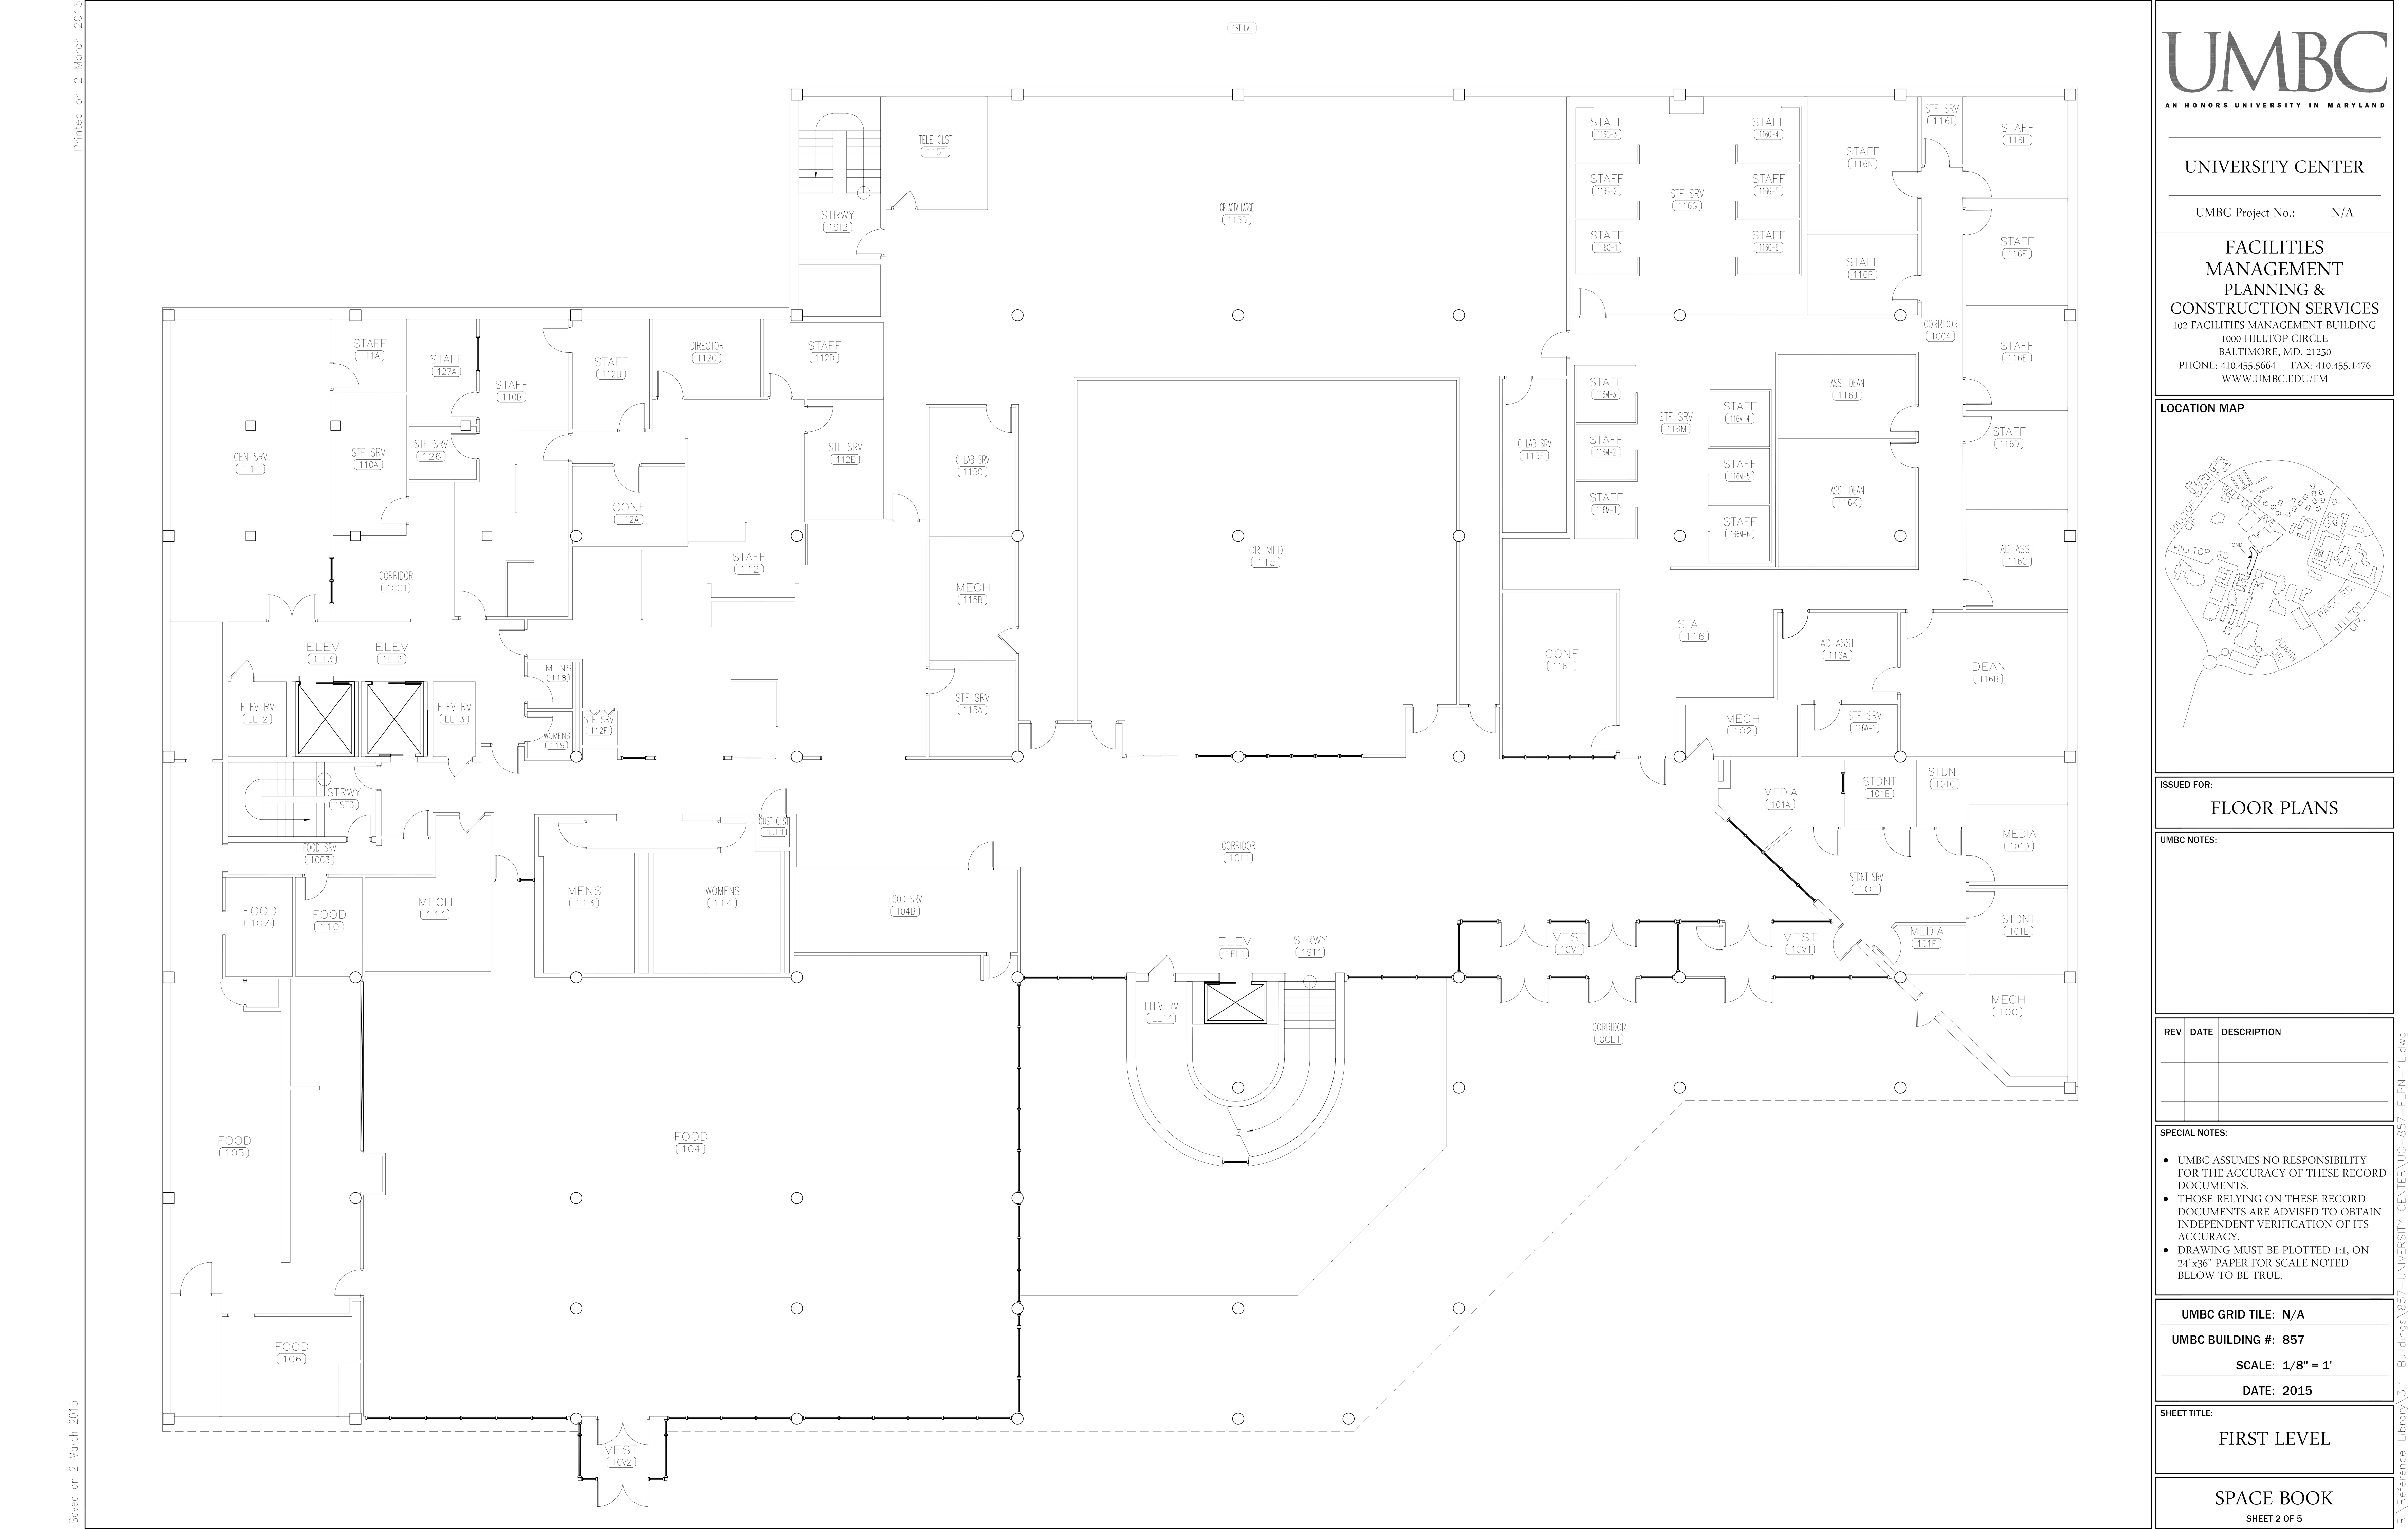 Printed on 2 March 2015
Saved on 2 March 2015
1ST LVL
TELE CLST
115T
STRWY
1ST2
CR ACTV LARGE
115D
STAFF
116G-3
STAFF
116G-2
STAFF
116G-1
STF SRV
116G
STAFF
116G-4
STAFF
116G-5
STAFF
116G-6
STAFF
116N
STAFF
116P
STF SRV
116I
STAFF
116H
STAFF
116F
CORRIDOR
1CC4
STAFF
116E
STAFF
116D
AD ASST
116C
STAFF
111A
STAFF
127A
STAFF
110B
STAFF
112B
DIRECTOR
112C
STAFF
112D
CEN SRV
111
STF SRV
110A
STF SRV
126
CONF
112A
STF SRV
112E
C LAB SRV
115C
STAFF
112
MECH
115B
CORRIDOR
1CC1
CR MED
115
C LAB SRV
115E
STAFF
116M-3
STAFF
116M-2
STAFF
116M-1
STF SRV
116M
STAFF
116M-4
STAFF
116M-5
STAFF
166M-6
ASST DEAN
116J
ASST DEAN
116K
ELEV
1EL3
ELEV
1EL2
ELEV RM
EE12
ELEV RM
EE13
MENS
118
WOMENS
119
STF SRV
112F
STF SRV
115A
CONF
116L
STAFF
116
AD ASST
116A
DEAN
116B
MECH
102
STF SRV
116A-1
STRWY
1ST3
FOOD SRV
1CC3
CUST CLST
1J1
CORRIDOR
1CL1
MEDIA
101A
STDNT
101B
STDNT
101C
MEDIA
101D
STDNT SRV
101
STDNT
101E
MEDIA
101F
FOOD
107
FOOD
110
MECH
111
MENS
113
WOMENS
114
FOOD SRV
104B
ELEV
1EL1
STRWY
1ST1
VEST
1CV1
VEST
1CV1
ELEV RM
EE11
CORRIDOR
0CE1
MECH
100
FOOD
105
FOOD
104
FOOD
106
VEST
1CV2
UMBC
AN HONORS UNIVERSITY IN MARYLAND
UNIVERSITY CENTER
UMBC Project No.: N/A
FACILITIES
MANAGEMENT
PLANNING &
CONSTRUCTION SERVICES
102 FACILITIES MANAGEMENT BUILDING
1000 HILLTOP CIRCLE
BALTIMORE, MD. 21250
PHONE: 410.455.5664 FAX: 410.455.1476
WWW.UMBC.EDU/FM
LOCATION MAP
HILLTOP
CIR.
WALKER AVE.
POND
HILLTOP RD.
PARK RD.
HILLTOP
CIR.
ADMIN
DR.
ISSUED FOR:
FLOOR PLANS
UMBC NOTES:
REV DATE DESCRIPTION
SPECIAL NOTES:
● UMBC ASSUMES NO RESPONSIBILITY
FOR THE ACCURACY OF THESE RECORD
DOCUMENTS.
● THOSE RELYING ON THESE RECORD
DOCUMENTS ARE ADVISED TO OBTAIN
INDEPENDENT VERIFICATION OF ITS
ACCURACY.
● DRAWING MUST BE PLOTTED 1:1, ON
24"x36" PAPER FOR SCALE NOTED
BELOW TO BE TRUE.
UMBC GRID TILE: N/A
UMBC BUILDING #: 857
SCALE: 1/8" = 1'
DATE: 2015
SHEET TITLE:
FIRST LEVEL
SPACE BOOK
SHEET 2 OF 5
R:\Reference_Library\3.1. Buildings\857-UNIVERSITY CENTER\UC-857-FLPN-1L.dwg